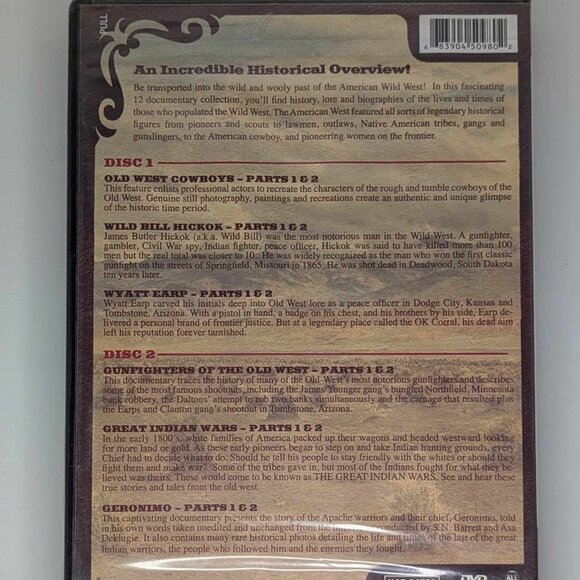 PULL
6 83904 50980 2
An Incredible Historical Overview!
Be transported into the wild and wooly past of the American Wild West! In this fascinating
12 documentary collection, you'll find history, lore and biographies of the lives and times of
those who populated the Wild West. The American West featured all sorts of legendary historical
figures from pioneers and scouts to lawmen, outlaws, Native American tribes, gangs and
gunslingers, to the American cowboy, and pioneering women on the frontier.
DISC 1
OLD WEST COWBOYS – PARTS 1 & 2
This feature enlists professional actors to recreate the characters of the rough and tumble cowboys of the
Old West. Genuine still photography, paintings and recreations create an authentic and unique glimpse
of the historic time period.
WILD BILL HICKOK – PARTS 1 & 2
James Butler Hickok (a.k.a. Wild Bill) was the most notorious man in the Wild West. A gunfighter,
gambler, Civil War spy, Indian fighter, peace officer, Hickok was said to have killed more than 100
men but the real total was closer to 10. He was widely recognized as the man who won the first classic
gunfight on the streets of Springfield, Missouri in 1865. He was shot dead in Deadwood, South Dakota
ten years later.
WYATT EARP – PARTS 1 & 2
Wyatt Earp carved his initials deep into Old West lore as a peace officer in Dodge City, Kansas and
Tombstone, Arizona. With a pistol in hand, a badge on his chest, and his brothers by his side, Earp de-
livered a personal brand of frontier justice. But at a legendary place called the OK Corral, his dead aim
left his reputation forever tarnished.
DISC 2
GUNFIGHTERS OF THE OLD WEST – PARTS 1 & 2
This documentary traces the history of many of the Old-West's most notorious gunfighters and describes
some of the most famous shootouts, including the James/Younger gang's bungled Northfield, Minnesota
bank robbery, the Daltons' attempt to rob two banks simultaneously and the carnage that resulted plus
the Earps and Clanton gang's shootout in Tombstone, Arizona.
GREAT INDIAN WARS – PARTS 1 & 2
In the early 1800's, white families of America packed up their wagons and headed westward looking
for more land or gold. As these early pioneers began to step on and take Indian hunting grounds, every
Chief had to decide what to do. Should he tell his people to stay friendly with the whites or should they
fight them and make war? Some of the tribes gave in, but most of the Indians fought for what they be-
lieved was theirs. These would come to be known as THE GREAT INDIAN WARS. See and hear these
true stories and tales from the old west.
GERONIMO – PARTS 1 & 2
This captivating documentary presents the story of the Apache warriors and their chief, Geronimo, told
in his own words taken unedited and unchanged from the interviews conducted by S.N. Barrett and Asa
Deklugie. It also contains many rare historical photos detailing the life and times of the last of the great
Indian warriors, the people who followed him and the enemies they fought.
DVD
ALL